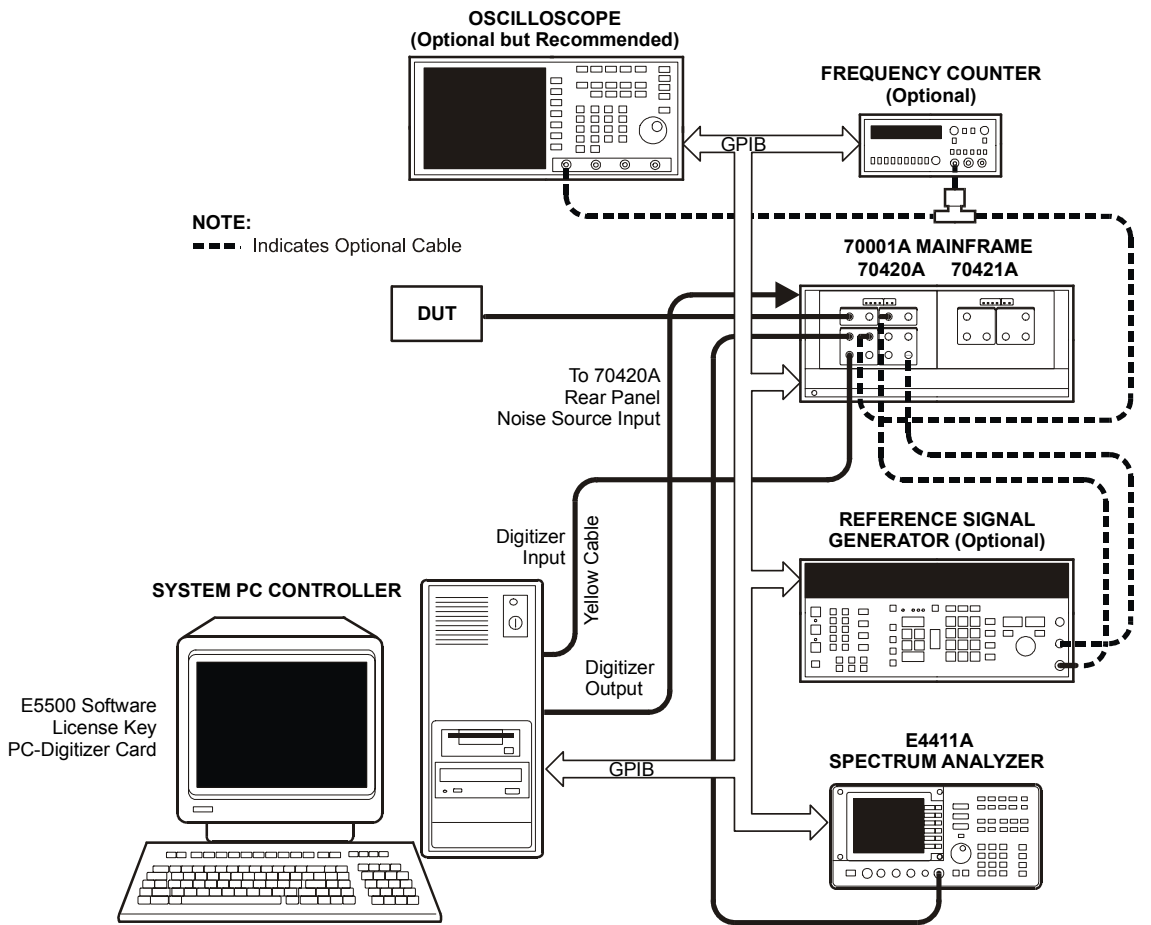 OSCILLOSCOPE
(Optional but Recommended)
FREQUENCY COUNTER
(Optional)
GPIB
NOTE:
Indicates Optional Cable
70001A MAINFRAME
70420A 70421A
DUT
To 70420A
Rear Panel
Noise Source Input
Digitizer
Input
Yellow Cable
REFERENCE SIGNAL
GENERATOR (Optional)
SYSTEM PC CONTROLLER
Digitizer
Output
E5500 Software
License Key
PC-Digitizer Card
GPIB
E4411A
SPECTRUM ANALYZER